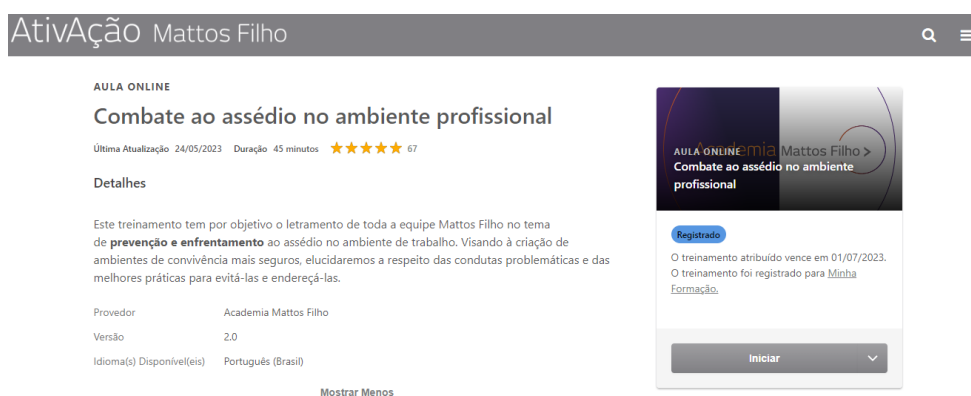 AtivAção Mattos Filho
AULA ONLINE
Combate ao assédio no ambiente profissional
Última Atualização 24/05/2023 Duração 45 minutos 67
Detalhes
Este treinamento tem por objetivo o letramento de toda a equipe Mattos Filho no tema
de prevenção e enfrentamento ao assédio no ambiente de trabalho. Visando à criação de
ambientes de convivência mais seguros, elucidaremos a respeito das condutas problemáticas e das
melhores práticas para evitá-las e endereçá-las.
Provedor Academia Mattos Filho
Versão 2.0
Idioma(s) Disponível(eis) Português (Brasil)
Mostrar Menos
Academia Mattos Filho >
AULA ONLINE
Combate ao assédio no ambiente
profissional
Registrado
O treinamento atribuído vence em 01/07/2023.
O treinamento foi registrado para Minha
Formação.
Iniciar